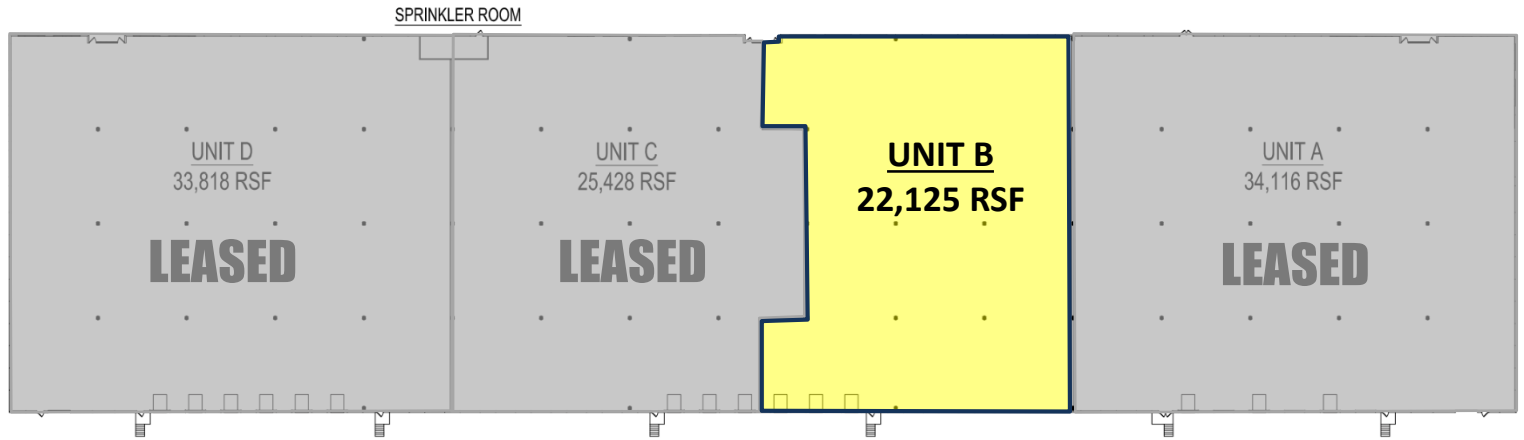 SPRINKLER ROOM
UNIT D
33,818 RSF
LEASED
UNIT C
25,428 RSF
LEASED
UNIT B
22,125 RSF
UNIT A
34,116 RSF
LEASED